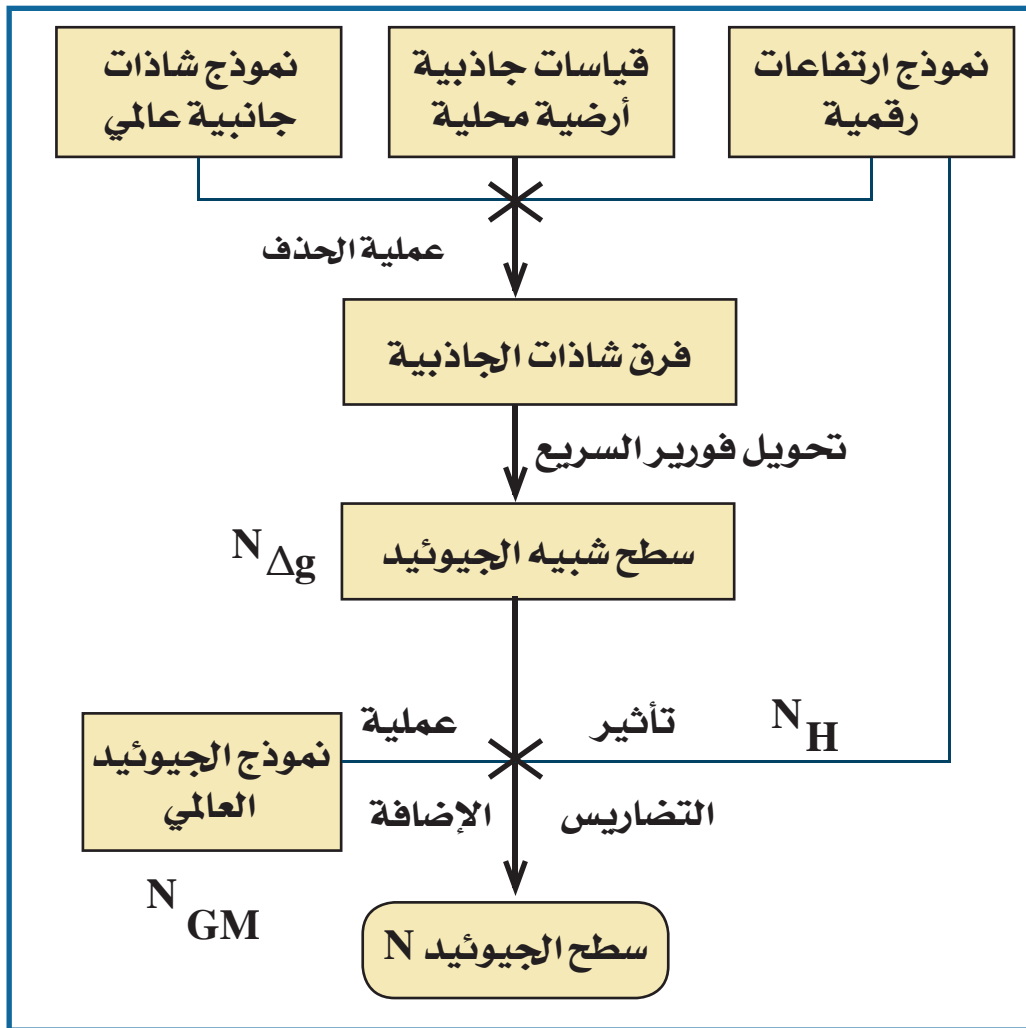 نموذج ارتفاعات
رقمية
قياسات جاذبية
أرضية محلية
نموذج شاذات
جانبية عالمي
عملية الحذف
فرق شاذات الجاذبية
تحويل فورير السريع
سطح شبيه الجيوئيد
N Δg
تأثير
التضاريس
N H
عملية
الإضافة
نموذج الجيوئيد
العالمي
N GM
سطح الجيوئيد N